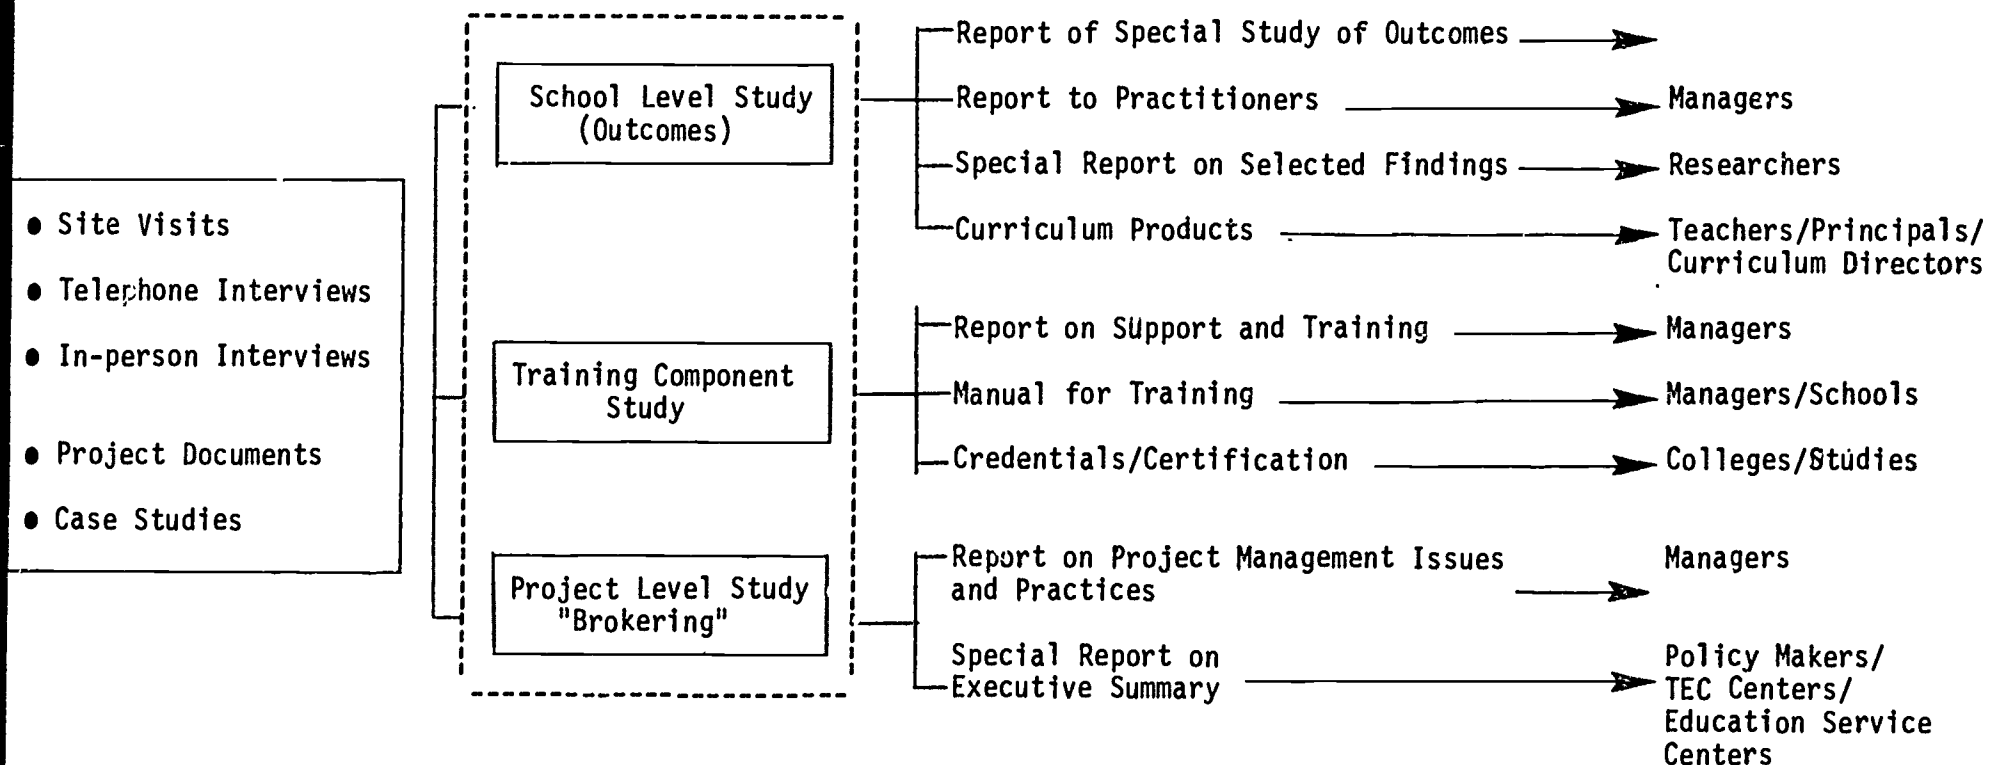 ● Site Visits
● Telephone Interviews
● In-person Interviews
● Project Documents
● Case Studies
School Level Study
(Outcomes)
Training Component
Study
Project Level Study
"Brokering"
Report of Special Study of Outcomes
Report to Practitioners
Managers
Special Report on Selected Findings
Researchers
Curriculum Products
Teachers/Principals/
Curriculum Directors
Report on Support and Training
Managers
Manual for Training
Managers/Schools
Credentials/Certification
Colleges/Studies
Report on Project Management Issues
and Practices
Managers
Special Report on
Executive Summary
Policy Makers/
TEC Centers/
Education Service
Centers